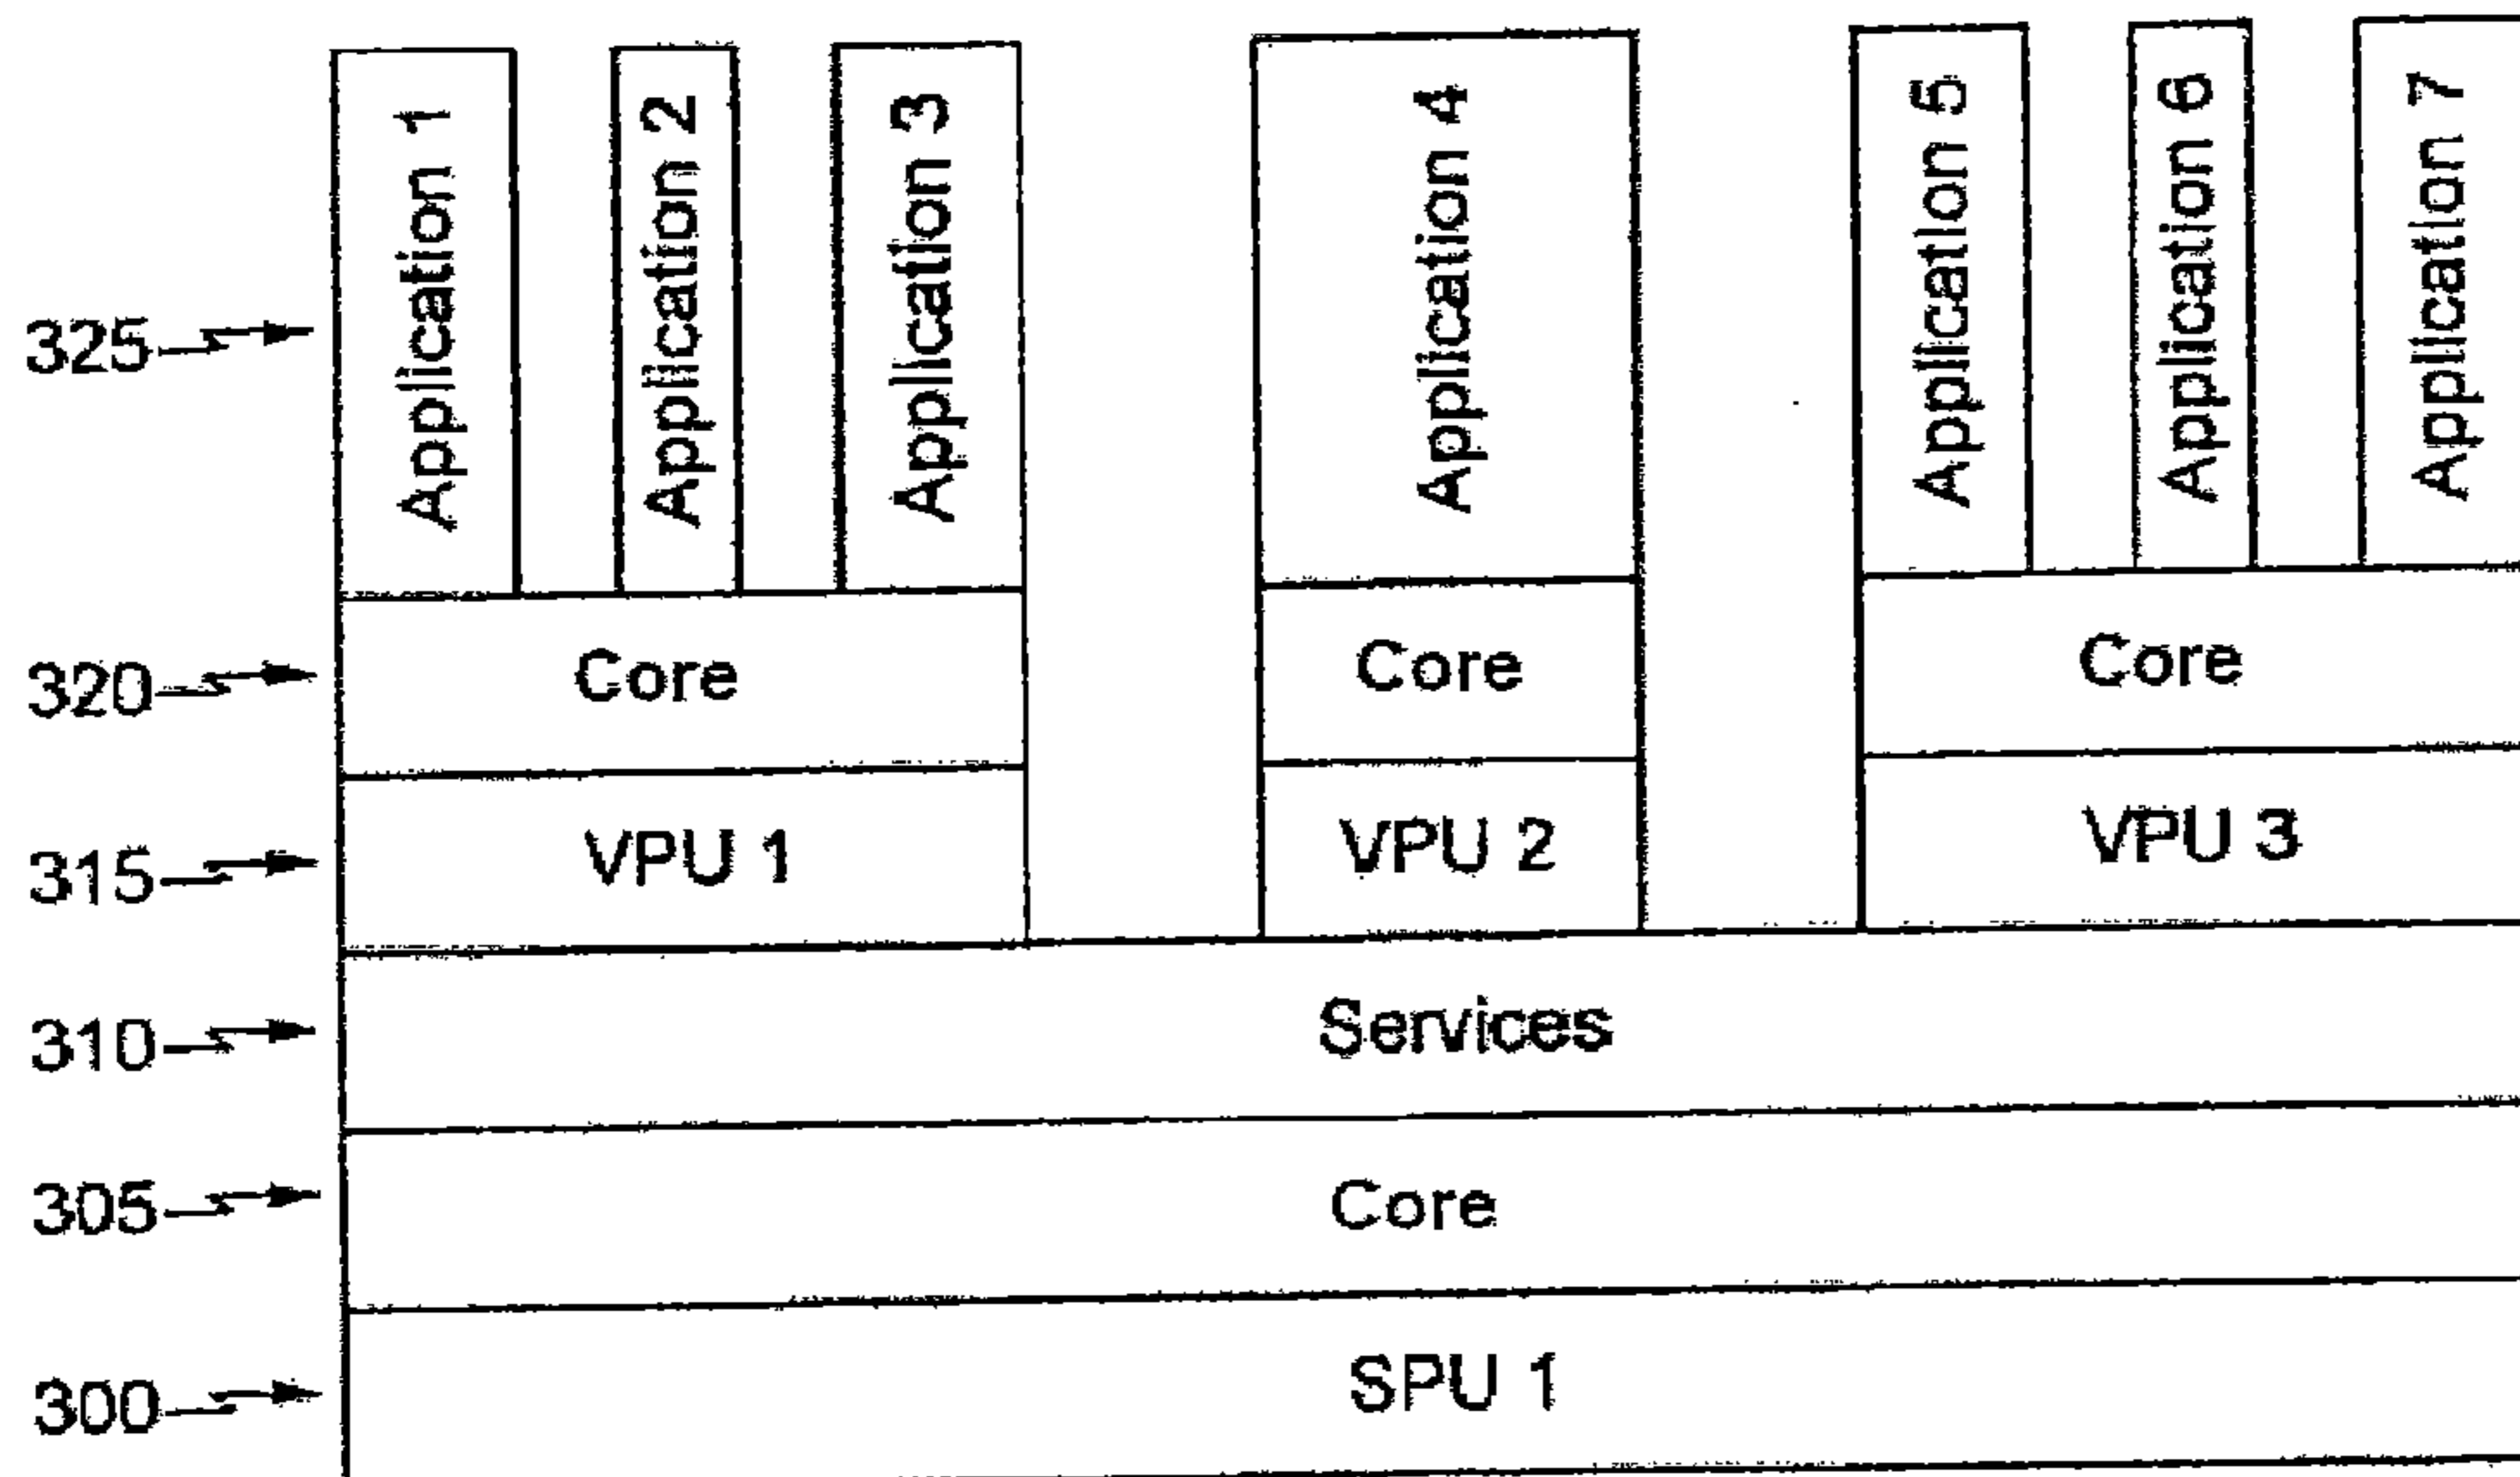 325
Application 1
Application 2
Application 3
Application 4
Application 5
Application 6
Application 7
320
Core
Core
Core
315
VPU 1
VPU 2
VPU 3
310
Services
305
Core
300
SPU 1